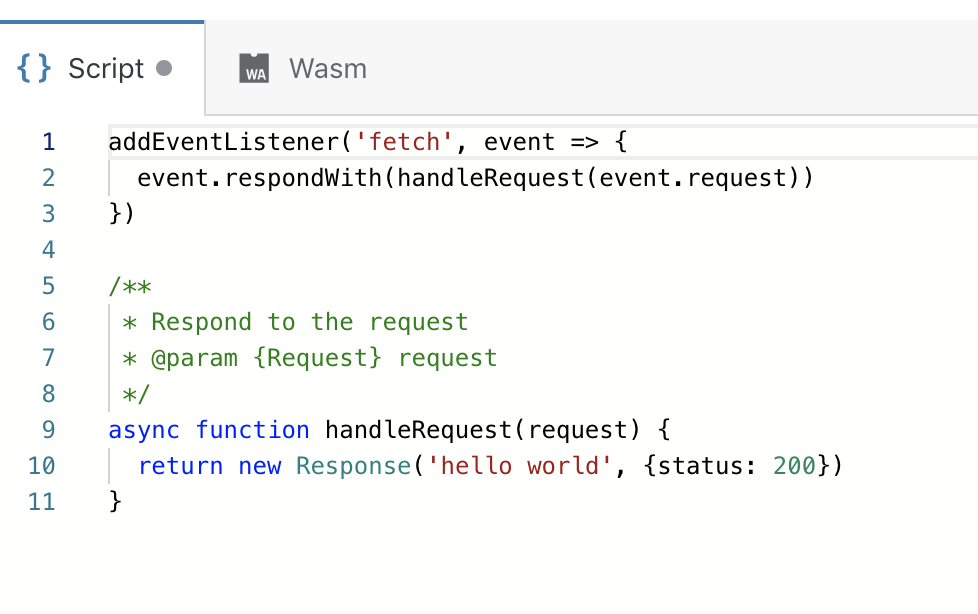 {} Script Wasm
WA
1 addEventListener('fetch', event => {
2   event.respondWith(handleRequest(event.request))
3 })
4
5 /**
6  * Respond to the request
7  * @param {Request} request
8  */
9 async function handleRequest(request) {
10   return new Response('hello world', {status: 200})
11 }